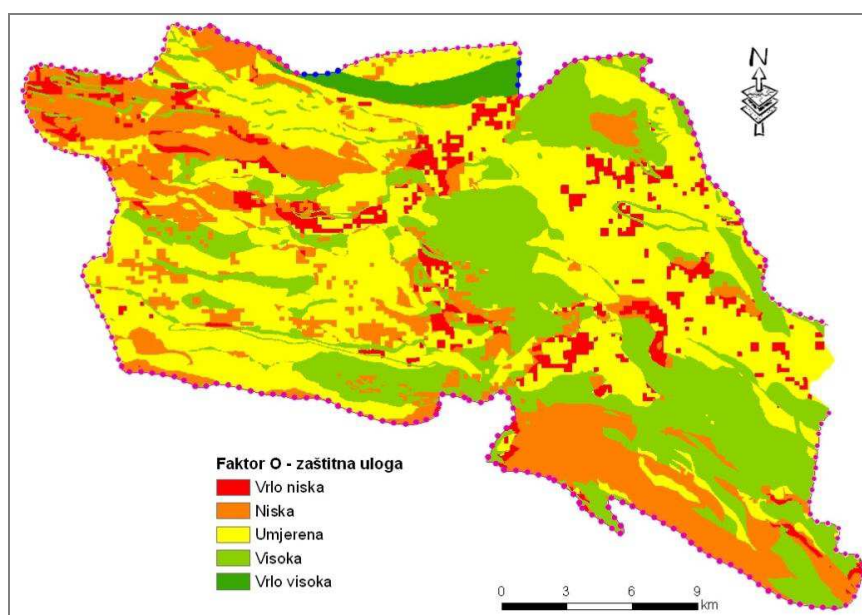 N
Faktor O - zaštitna uloga
Vrlo niska
Niska
Umjerena
Visoka
Vrlo visoka
0 3 6 9
km